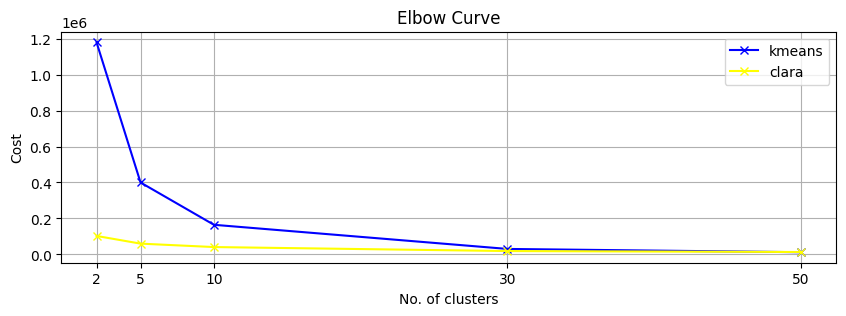 Elbow Curve
1e6
1.2
1.0
0.8
0.6
0.4
0.2
0.0
Cost
kmeans
clara
2 5 10 30 50
No. of clusters